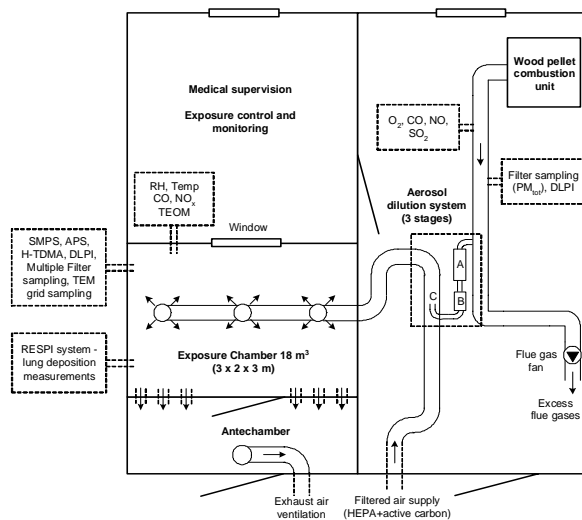 Wood pellet
combustion
unit
Medical supervision
Exposure control and
monitoring
O2, CO, NO,
SO2
Filter sampling
(PMtot), DLPI
Aerosol
dilution system
(3 stages)
RH, Temp
CO, NOx
TEOM
Window
SMPS, APS,
H-TDMA, DLPI,
Multiple Filter
sampling, TEM
grid sampling
A
B
C
RESPI system -
lung deposition
measurements
Exposure Chamber 18 m³
(3 x 2 x 3 m)
Flue gas
fan
Excess
flue gases
Antechamber
Exhaust air
ventilation
Filtered air supply
(HEPA+active carbon)